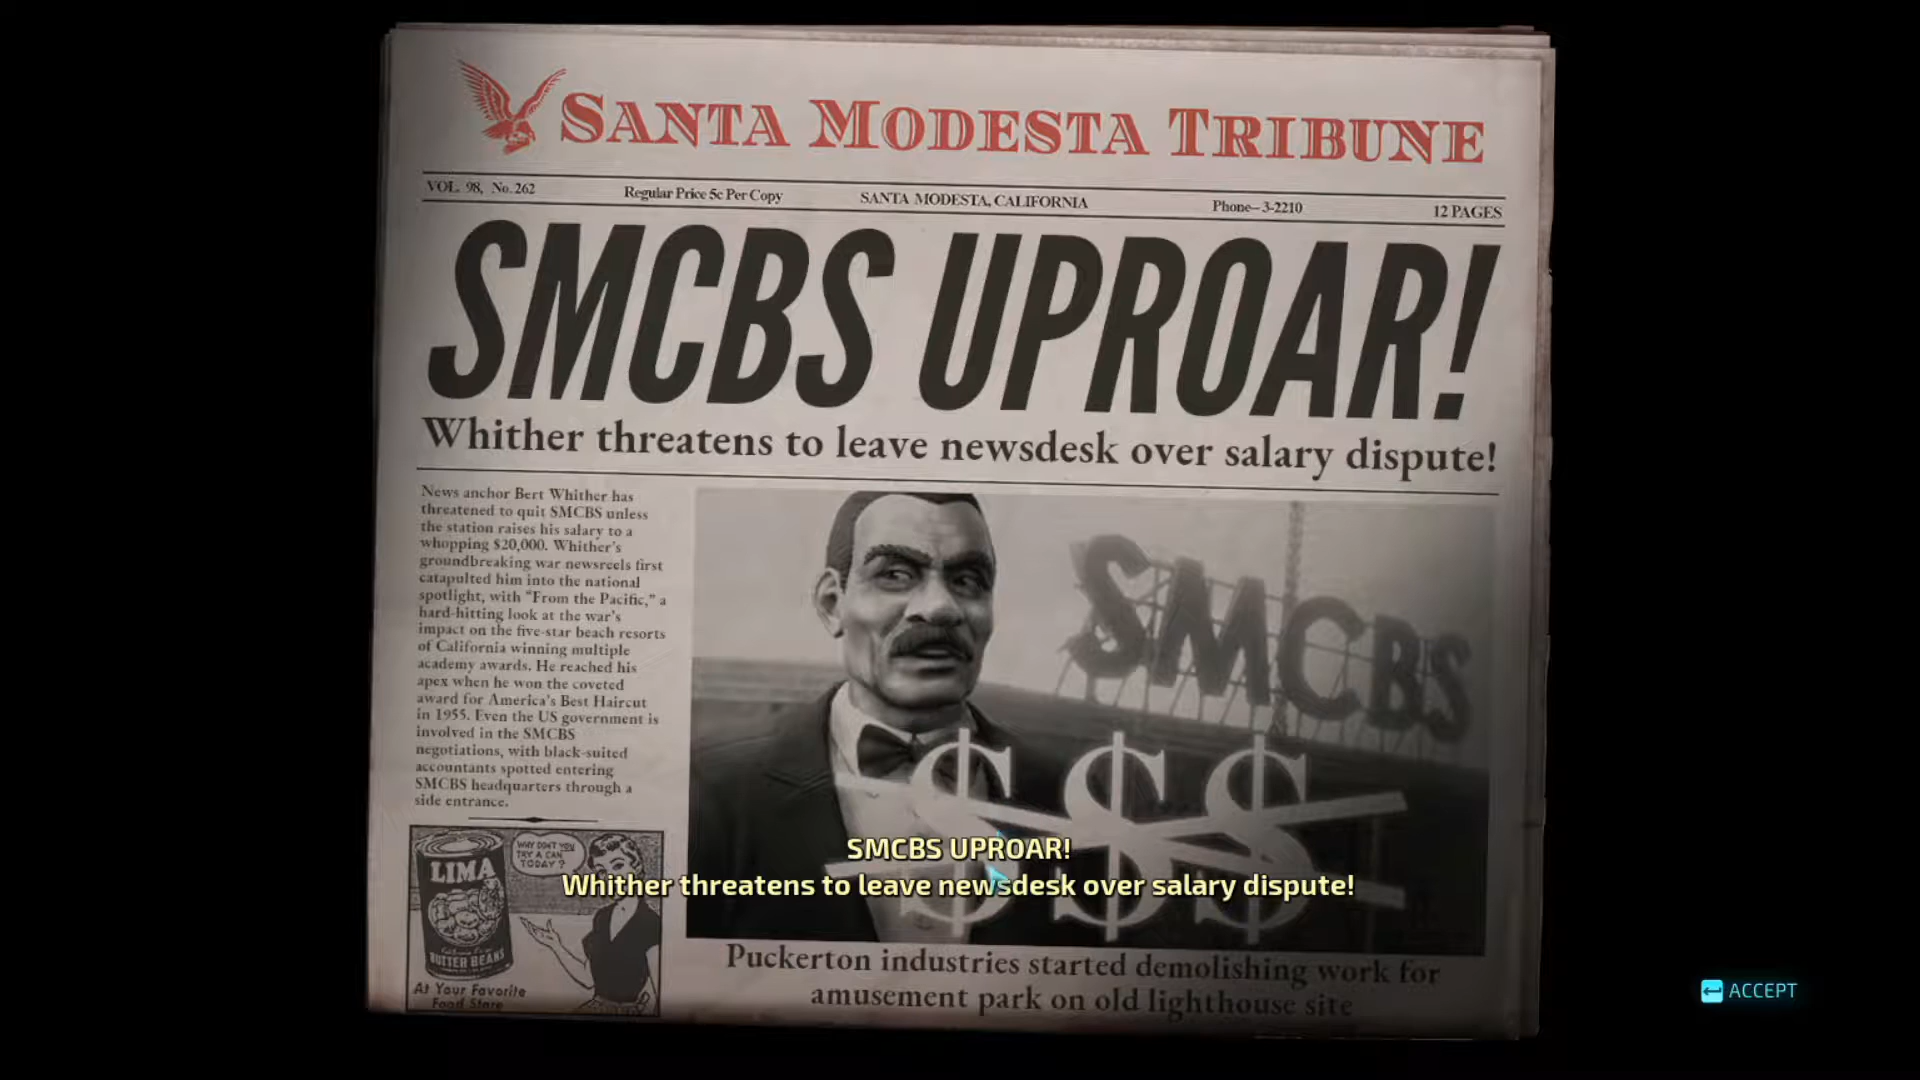 SANTA MODESTA TRIBUNE
VOL. 98, No. 262
Regular Price 5c Per Copy
SANTA MODESTA, CALIFORNIA
Phone– 3-2210
12 PAGES
SMCBS UPROAR!
Whither threatens to leave newsdesk over salary dispute!
News anchor Bert Whither has
threatened to quit SMCBS unless
the station raises his salary to a
whopping $20,000. Whither's
groundbreaking war newsreels first
catapulted him into the national
spotlight, with "From the Pacific," a
hard-hitting look at the war's
impact on the five-star beach resorts
of California winning multiple
academy awards. He reached his
apex when he won the coveted
award for America's Best Haircut
in 1955. Even the US government is
involved in the SMCBS
negotiations, with black-suited
accountants spotted entering
SMCBS headquarters through a
side entrance.
SMCBS
$$$
WHY DON'T YOU
TRY A CAN
TODAY?
LIMA
BUTTER BEANS
At Your Favorite
Food Store
SMCBS UPROAR!
Whither threatens to leave newsdesk over salary dispute!
Puckerton industries started demolishing work for
amusement park on old lighthouse site
ACCEPT